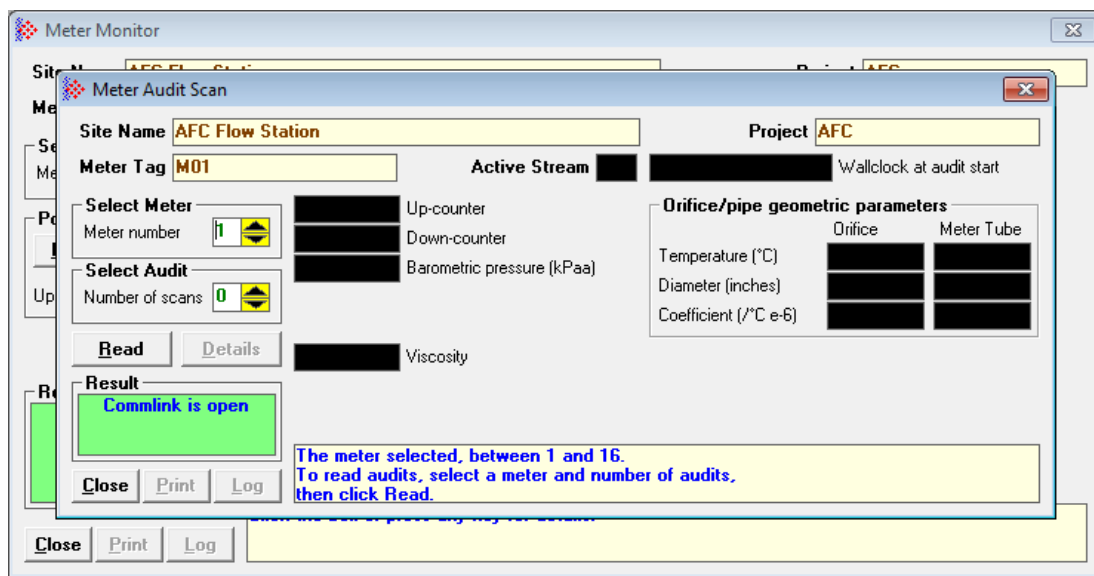 Meter Monitor
Meter Audit Scan
Site Name AFC Flow Station Project AFC
Meter Tag M01 Active Stream Wallclock at audit start
Select Meter
Meter number 1
Up-counter
Down-counter
Barometric pressure (kPaa)
Select Audit
Number of scans 0
Orifice/pipe geometric parameters
Orifice Meter Tube
Temperature (°C)
Diameter (inches)
Coefficient (/°C e-6)
Read Details
Viscosity
Result
Commlink is open
The meter selected, between 1 and 16.
To read audits, select a meter and number of audits,
then click Read.
Close Print Log
Close Print Log